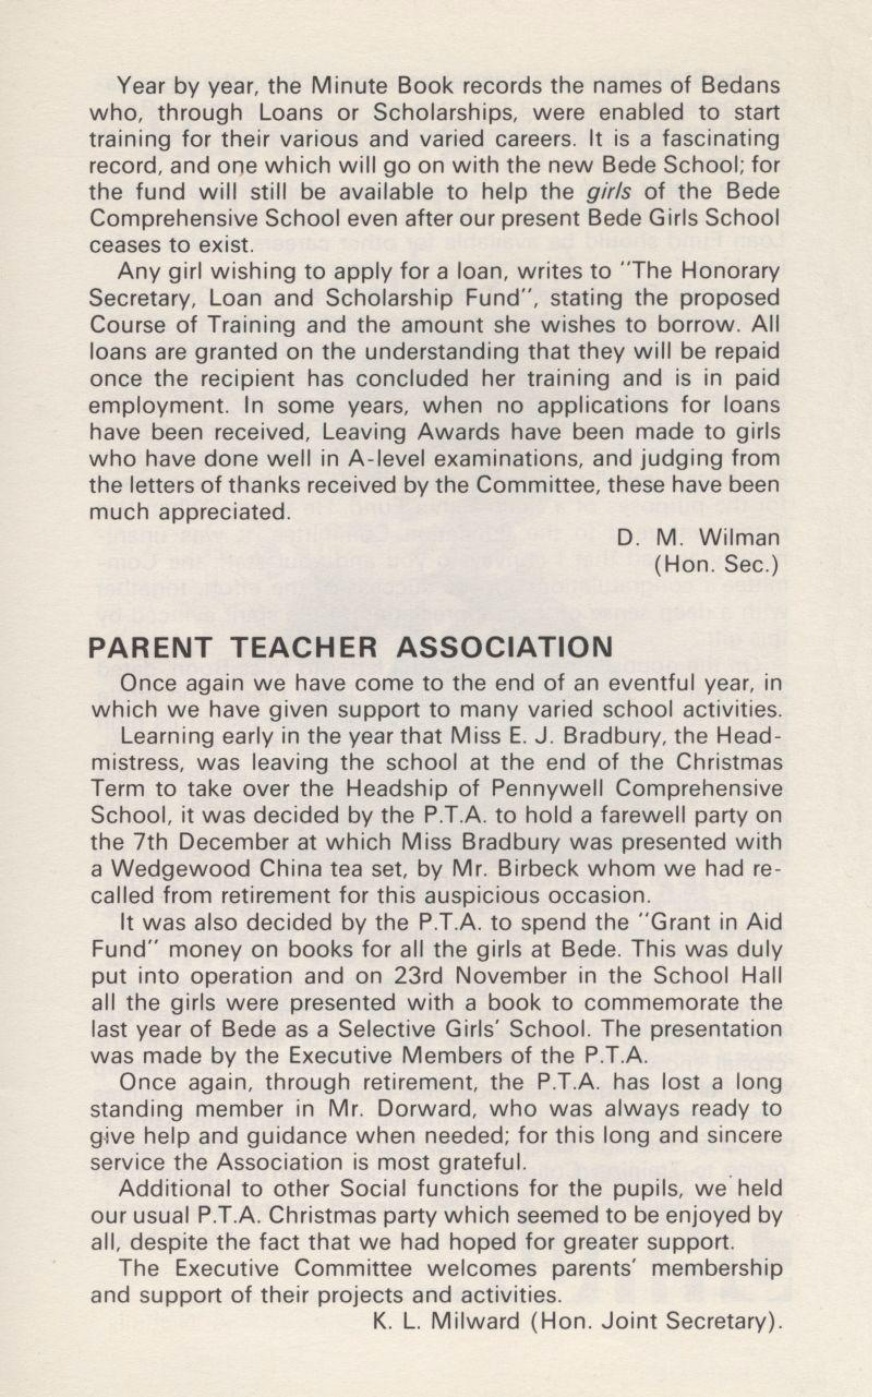 Year by year, the Minute Book records the names of Bedans
who, through Loans or Scholarships, were enabled to start
training for their various and varied careers. It is a fascinating
record, and one which will go on with the new Bede School; for
the fund will still be available to help the girls of the Bede
Comprehensive School even after our present Bede Girls School
ceases to exist.
Any girl wishing to apply for a loan, writes to "The Honorary
Secretary, Loan and Scholarship Fund", stating the proposed
Course of Training and the amount she wishes to borrow. All
loans are granted on the understanding that they will be repaid
once the recipient has concluded her training and is in paid
employment. In some years, when no applications for loans
have been received, Leaving Awards have been made to girls
who have done well in A-level examinations, and judging from
the letters of thanks received by the Committee, these have been
much appreciated.
D. M. Wilman
(Hon. Sec.)
PARENT TEACHER ASSOCIATION
Once again we have come to the end of an eventful year, in
which we have given support to many varied school activities.
Learning early in the year that Miss E. J. Bradbury, the Head-
mistress, was leaving the school at the end of the Christmas
Term to take over the Headship of Pennywell Comprehensive
School, it was decided by the P.T.A. to hold a farewell party on
the 7th December at which Miss Bradbury was presented with
a Wedgewood China tea set, by Mr. Birbeck whom we had re-
called from retirement for this auspicious occasion.
It was also decided by the P.T.A. to spend the "Grant in Aid
Fund" money on books for all the girls at Bede. This was duly
put into operation and on 23rd November in the School Hall
all the girls were presented with a book to commemorate the
last year of Bede as a Selective Girls' School. The presentation
was made by the Executive Members of the P.T.A.
Once again, through retirement, the P.T.A. has lost a long
standing member in Mr. Dorward, who was always ready to
give help and guidance when needed; for this long and sincere
service the Association is most grateful.
Additional to other Social functions for the pupils, we held
our usual P.T.A. Christmas party which seemed to be enjoyed by
all, despite the fact that we had hoped for greater support.
The Executive Committee welcomes parents' membership
and support of their projects and activities.
K. L. Milward (Hon. Joint Secretary).